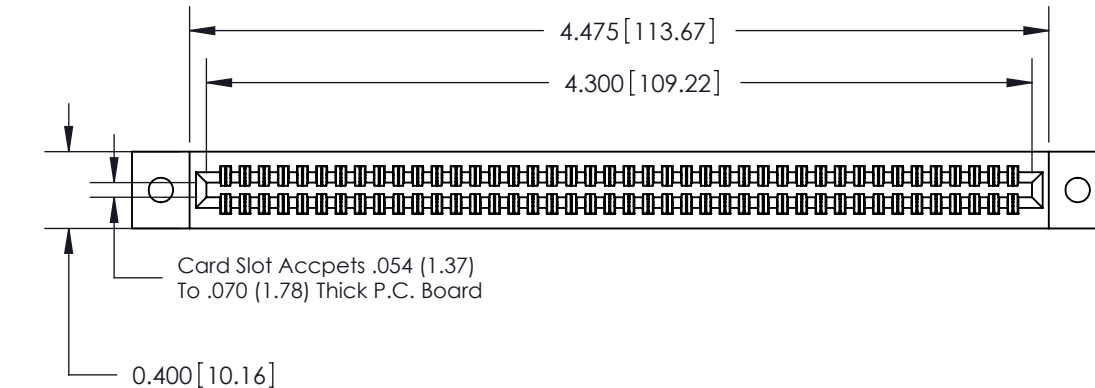 4.475[113.67]
4.300[109.22]
Card Slot Accpets .054 (1.37)
To .070 (1.78) Thick P.C. Board
0.400[10.16]